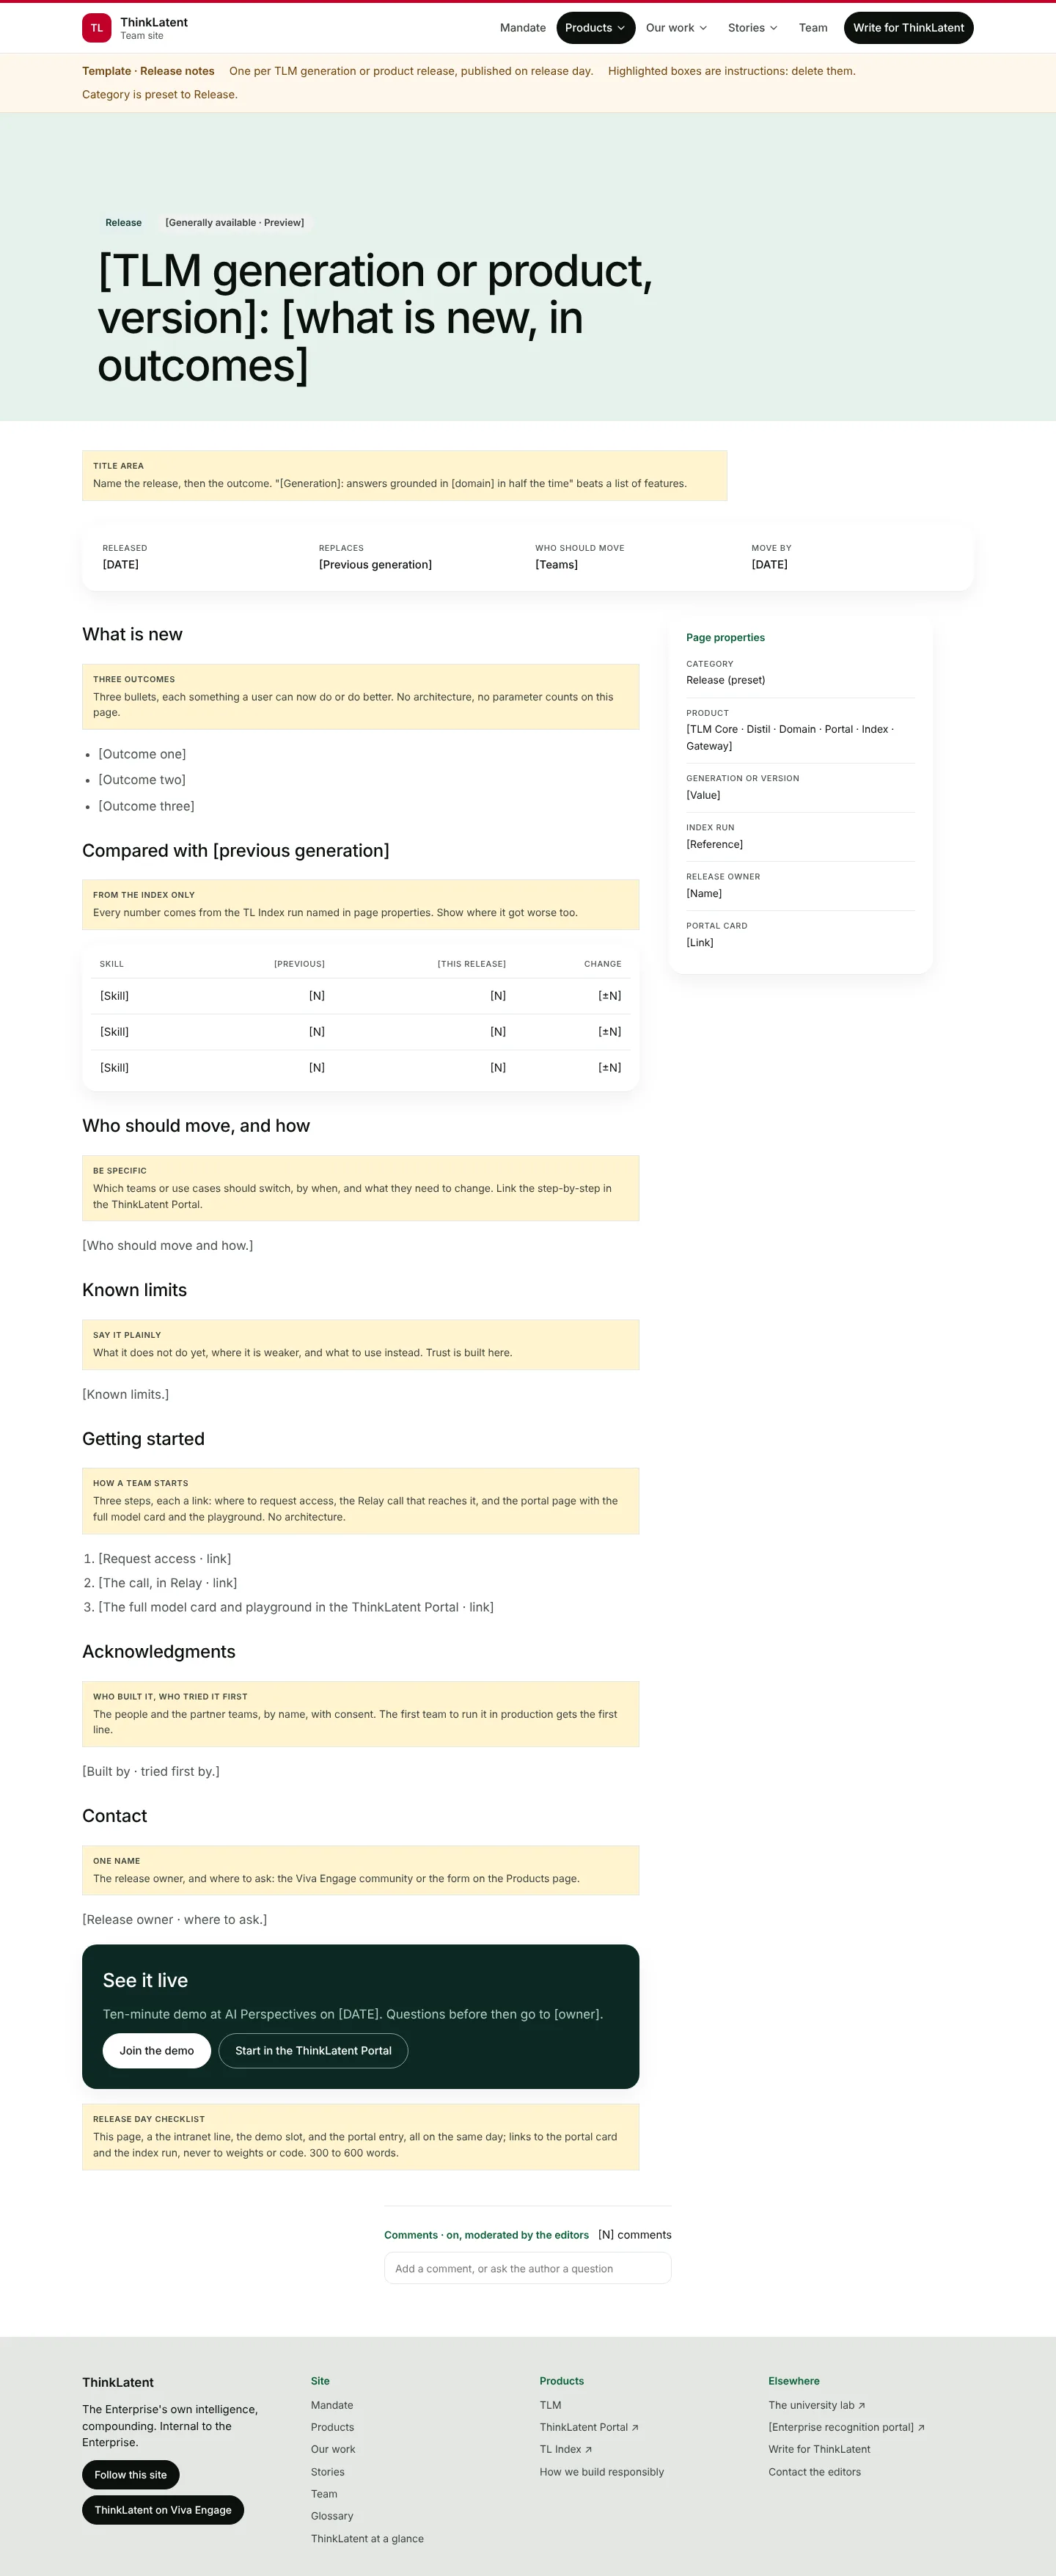 TL
ThinkLatent
Team site
Mandate
Products
Our work
Stories
Team
Write for ThinkLatent
Template · Release notes
One per TLM generation or product release, published on release day.
Highlighted boxes are instructions: delete them.
Category is preset to Release.
Release
[Generally available · Preview]
[TLM generation or product,
version]: [what is new, in
outcomes]
TITLE AREA
Name the release, then the outcome. "[Generation]: answers grounded in [domain] in half the time" beats a list of features.
RELEASED
[DATE]
REPLACES
[Previous generation]
WHO SHOULD MOVE
[Teams]
MOVE BY
[DATE]
What is new
THREE OUTCOMES
Three bullets, each something a user can now do or do better. No architecture, no parameter counts on this
page.
• [Outcome one]
• [Outcome two]
• [Outcome three]
Compared with [previous generation]
FROM THE INDEX ONLY
Every number comes from the TL Index run named in page properties. Show where it got worse too.
SKILL [PREVIOUS] [THIS RELEASE] CHANGE
[Skill] [N] [N] [±N]
[Skill] [N] [N] [±N]
[Skill] [N] [N] [±N]
Who should move, and how
BE SPECIFIC
Which teams or use cases should switch, by when, and what they need to change. Link the step-by-step in
the ThinkLatent Portal.
[Who should move and how.]
Known limits
SAY IT PLAINLY
What it does not do yet, where it is weaker, and what to use instead. Trust is built here.
[Known limits.]
Getting started
HOW A TEAM STARTS
Three steps, each a link: where to request access, the Relay call that reaches it, and the portal page with the
full model card and the playground. No architecture.
1. [Request access · link]
2. [The call, in Relay · link]
3. [The full model card and playground in the ThinkLatent Portal · link]
Acknowledgments
WHO BUILT IT, WHO TRIED IT FIRST
The people and the partner teams, by name, with consent. The first team to run it in production gets the first
line.
[Built by · tried first by.]
Contact
ONE NAME
The release owner, and where to ask: the Viva Engage community or the form on the Products page.
[Release owner · where to ask.]
See it live
Ten-minute demo at AI Perspectives on [DATE]. Questions before then go to [owner].
Join the demo
Start in the ThinkLatent Portal
RELEASE DAY CHECKLIST
This page, a the intranet line, the demo slot, and the portal entry, all on the same day; links to the portal card
and the index run, never to weights or code. 300 to 600 words.
Page properties
CATEGORY
Release (preset)
PRODUCT
[TLM Core · Distil · Domain · Portal · Index ·
Gateway]
GENERATION OR VERSION
[Value]
INDEX RUN
[Reference]
RELEASE OWNER
[Name]
PORTAL CARD
[Link]
Comments · on, moderated by the editors
[N] comments
Add a comment, or ask the author a question
ThinkLatent
The Enterprise's own intelligence,
compounding. Internal to the
Enterprise.
Follow this site
ThinkLatent on Viva Engage
Site
Mandate
Products
Our work
Stories
Team
Glossary
ThinkLatent at a glance
Products
TLM
ThinkLatent Portal ↗
TL Index ↗
How we build responsibly
Elsewhere
The university lab ↗
[Enterprise recognition portal] ↗
Write for ThinkLatent
Contact the editors